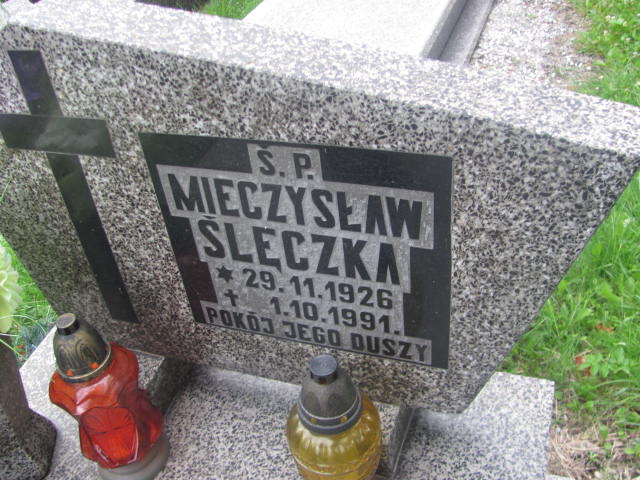 Ś. P.
MIECZYSŁAW
ŚLĘCZKA
* 29.11.1926
✝ 1.10.1991.
POKÓJ JEGO DUSZY